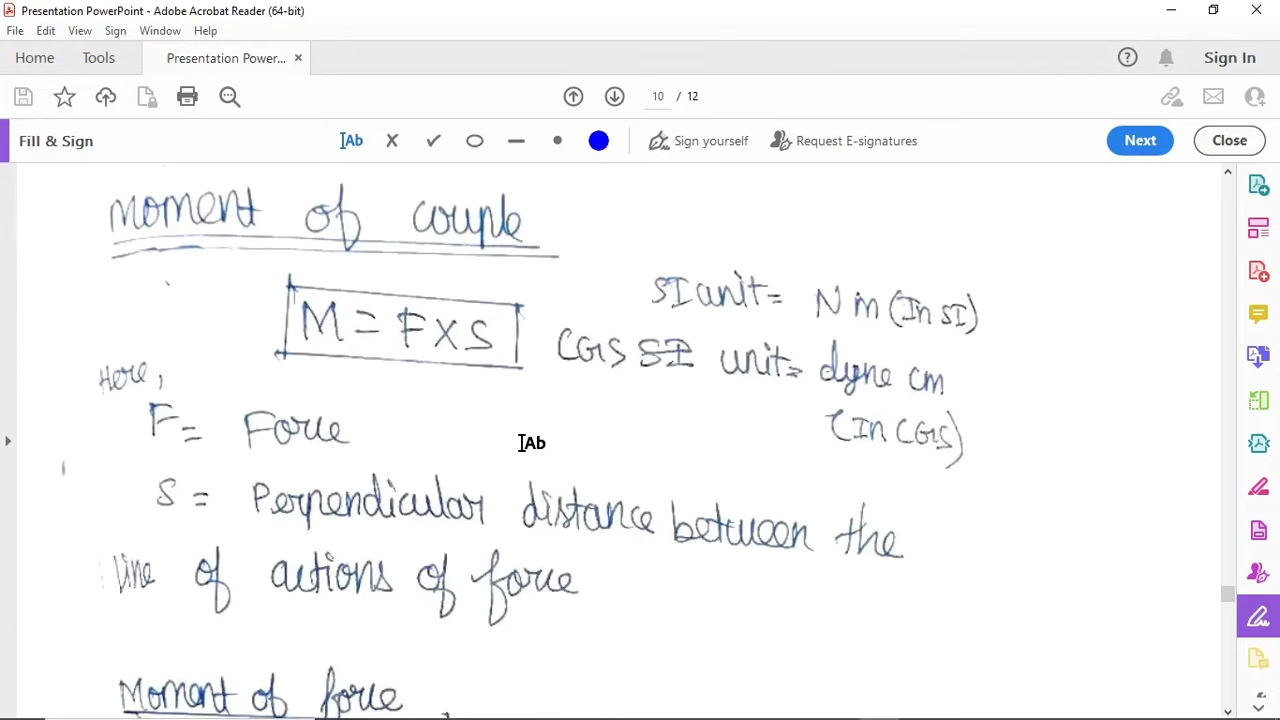 Presentation PowerPoint - Adobe Acrobat Reader (64-bit)
File Edit View Sign Window Help
Home Tools Presentation Power... × Sign In
10 / 12
Fill & Sign Ab Sign yourself Request E-signatures Next Close
Moment of couple
M = F X S
SI unit = N m (In SI)
CGS SI unit = dyne cm
(In CGS)
Here,
F = Force
Ab
S = Perpendicular distance between the
line of actions of force
Moment of force